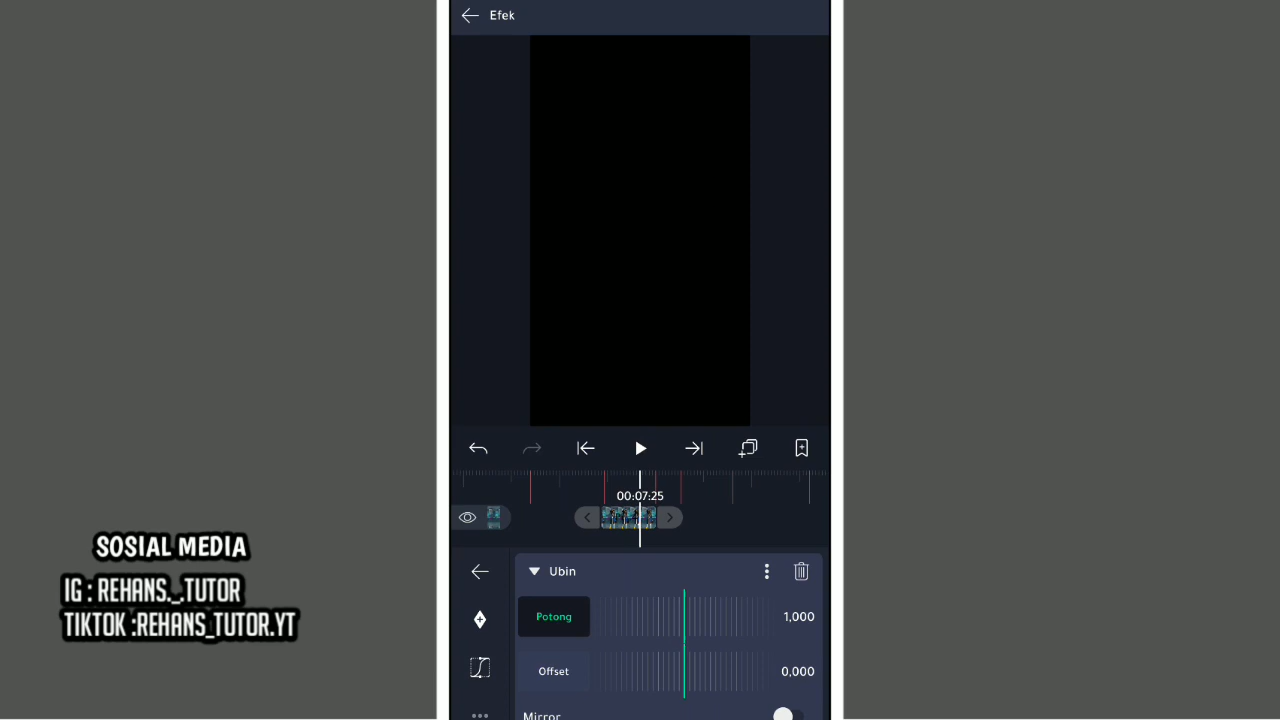 Efek
00:07:25
Ubin
Potong
1,000
Offset
0,000
Mirror
SOSIAL MEDIA
IG : REHANS._.TUTOR
TIKTOK :REHANS_TUTOR.YT